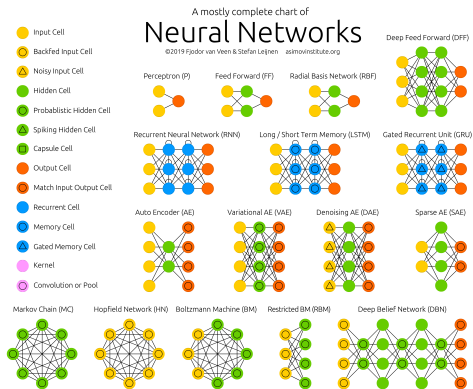 A mostly complete chart of
Neural Networks
©2019 Fjodor van Veen & Stefan Leijnen asimovinstitute.org
Input Cell
Backfed Input Cell
Noisy Input Cell
Hidden Cell
Probablistic Hidden Cell
Spiking Hidden Cell
Capsule Cell
Output Cell
Match Input Output Cell
Recurrent Cell
Memory Cell
Gated Memory Cell
Kernel
Convolution or Pool
Deep Feed Forward (DFF)
Perceptron (P)
Feed Forward (FF)
Radial Basis Network (RBF)
Recurrent Neural Network (RNN)
Long / Short Term Memory (LSTM)
Gated Recurrent Unit (GRU)
Auto Encoder (AE)
Variational AE (VAE)
Denoising AE (DAE)
Sparse AE (SAE)
Markov Chain (MC)
Hopfield Network (HN)
Boltzmann Machine (BM)
Restricted BM (RBM)
Deep Belief Network (DBN)